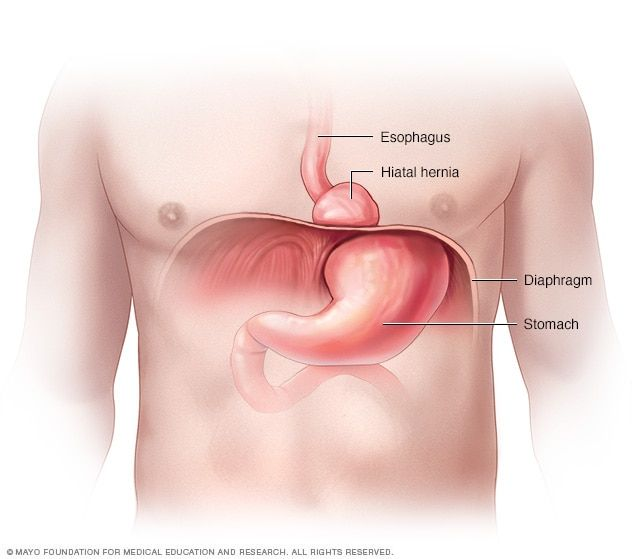 Esophagus
Hiatal hernia
Diaphragm
Stomach
© MAYO FOUNDATION FOR MEDICAL EDUCATION AND RESEARCH. ALL RIGHTS RESERVED.